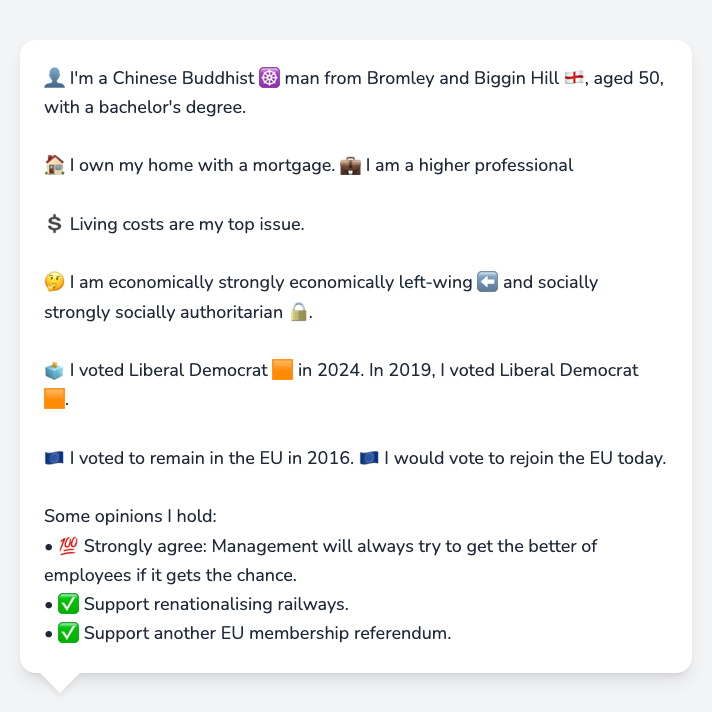 👤 I'm a Chinese Buddhist ☸️ man from Bromley and Biggin Hill 🏴󠁧󠁢󠁥󠁮󠁧󠁿, aged 50,
with a bachelor's degree.
🏠 I own my home with a mortgage. 💼 I am a higher professional
💲 Living costs are my top issue.
🤔 I am economically strongly economically left-wing ⬅️ and socially
strongly socially authoritarian 🔒.
🗳️ I voted Liberal Democrat 🟧 in 2024. In 2019, I voted Liberal Democrat
🟧.
🇪🇺 I voted to remain in the EU in 2016. 🇪🇺 I would vote to rejoin the EU today.
Some opinions I hold:
• 💯 Strongly agree: Management will always try to get the better of
employees if it gets the chance.
• ✅ Support renationalising railways.
• ✅ Support another EU membership referendum.